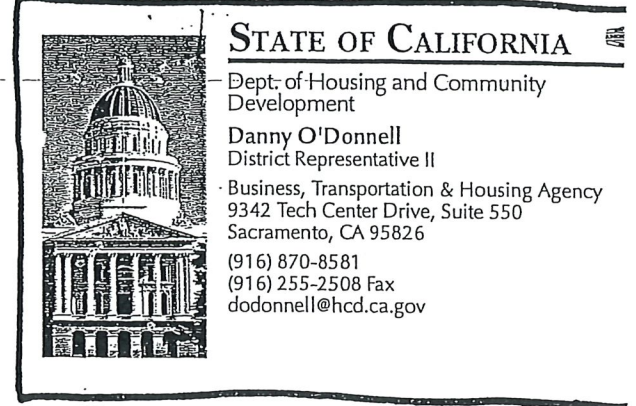 STATE OF CALIFORNIA
Dept. of Housing and Community
Development
Danny O'Donnell
District Representative II
Business, Transportation & Housing Agency
9342 Tech Center Drive, Suite 550
Sacramento, CA 95826
(916) 870-8581
(916) 255-2508 Fax
dodonnell@hcd.ca.gov